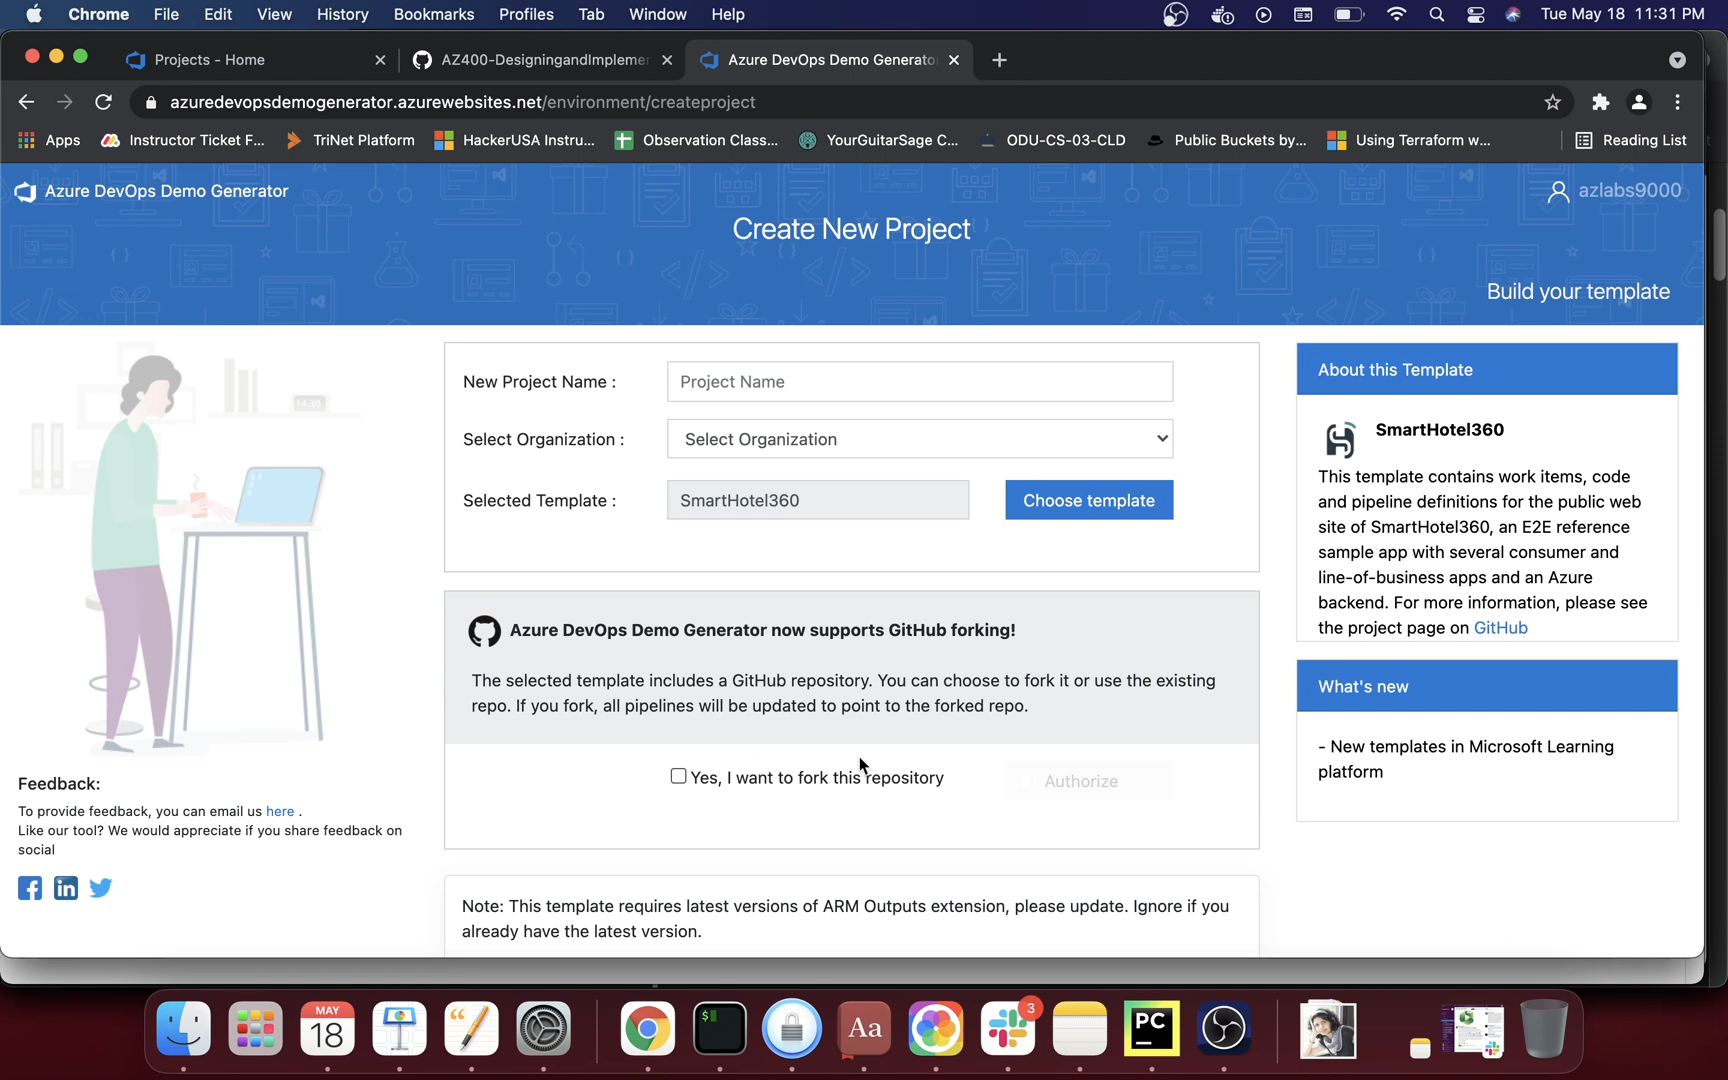 Chrome File Edit View History Bookmarks Profiles Tab Window Help Tue May 18 11:31 PM
Projects - Home AZ400-DesigningandImplemen Azure DevOps Demo Generato
azuredevopsdemogenerator.azurewebsites.net/environment/createproject
Apps Instructor Ticket F... TriNet Platform HackerUSA Instru... Observation Class... YourGuitarSage C... ODU-CS-03-CLD Public Buckets by... Using Terraform w... Reading List
Azure DevOps Demo Generator azlabs9000
Create New Project
Build your template
14.30
New Project Name : Project Name
Select Organization : Select Organization
Selected Template : SmartHotel360 Choose template
Azure DevOps Demo Generator now supports GitHub forking!
The selected template includes a GitHub repository. You can choose to fork it or use the existing
repo. If you fork, all pipelines will be updated to point to the forked repo.
Yes, I want to fork this repository Authorize
Note: This template requires latest versions of ARM Outputs extension, please update. Ignore if you
already have the latest version.
About this Template
SmartHotel360
This template contains work items, code
and pipeline definitions for the public web
site of SmartHotel360, an E2E reference
sample app with several consumer and
line-of-business apps and an Azure
backend. For more information, please see
the project page on GitHub
What's new
- New templates in Microsoft Learning
platform
Feedback:
To provide feedback, you can email us here .
Like our tool? We would appreciate if you share feedback on
social
MAY
18
$
Aa
3
PC